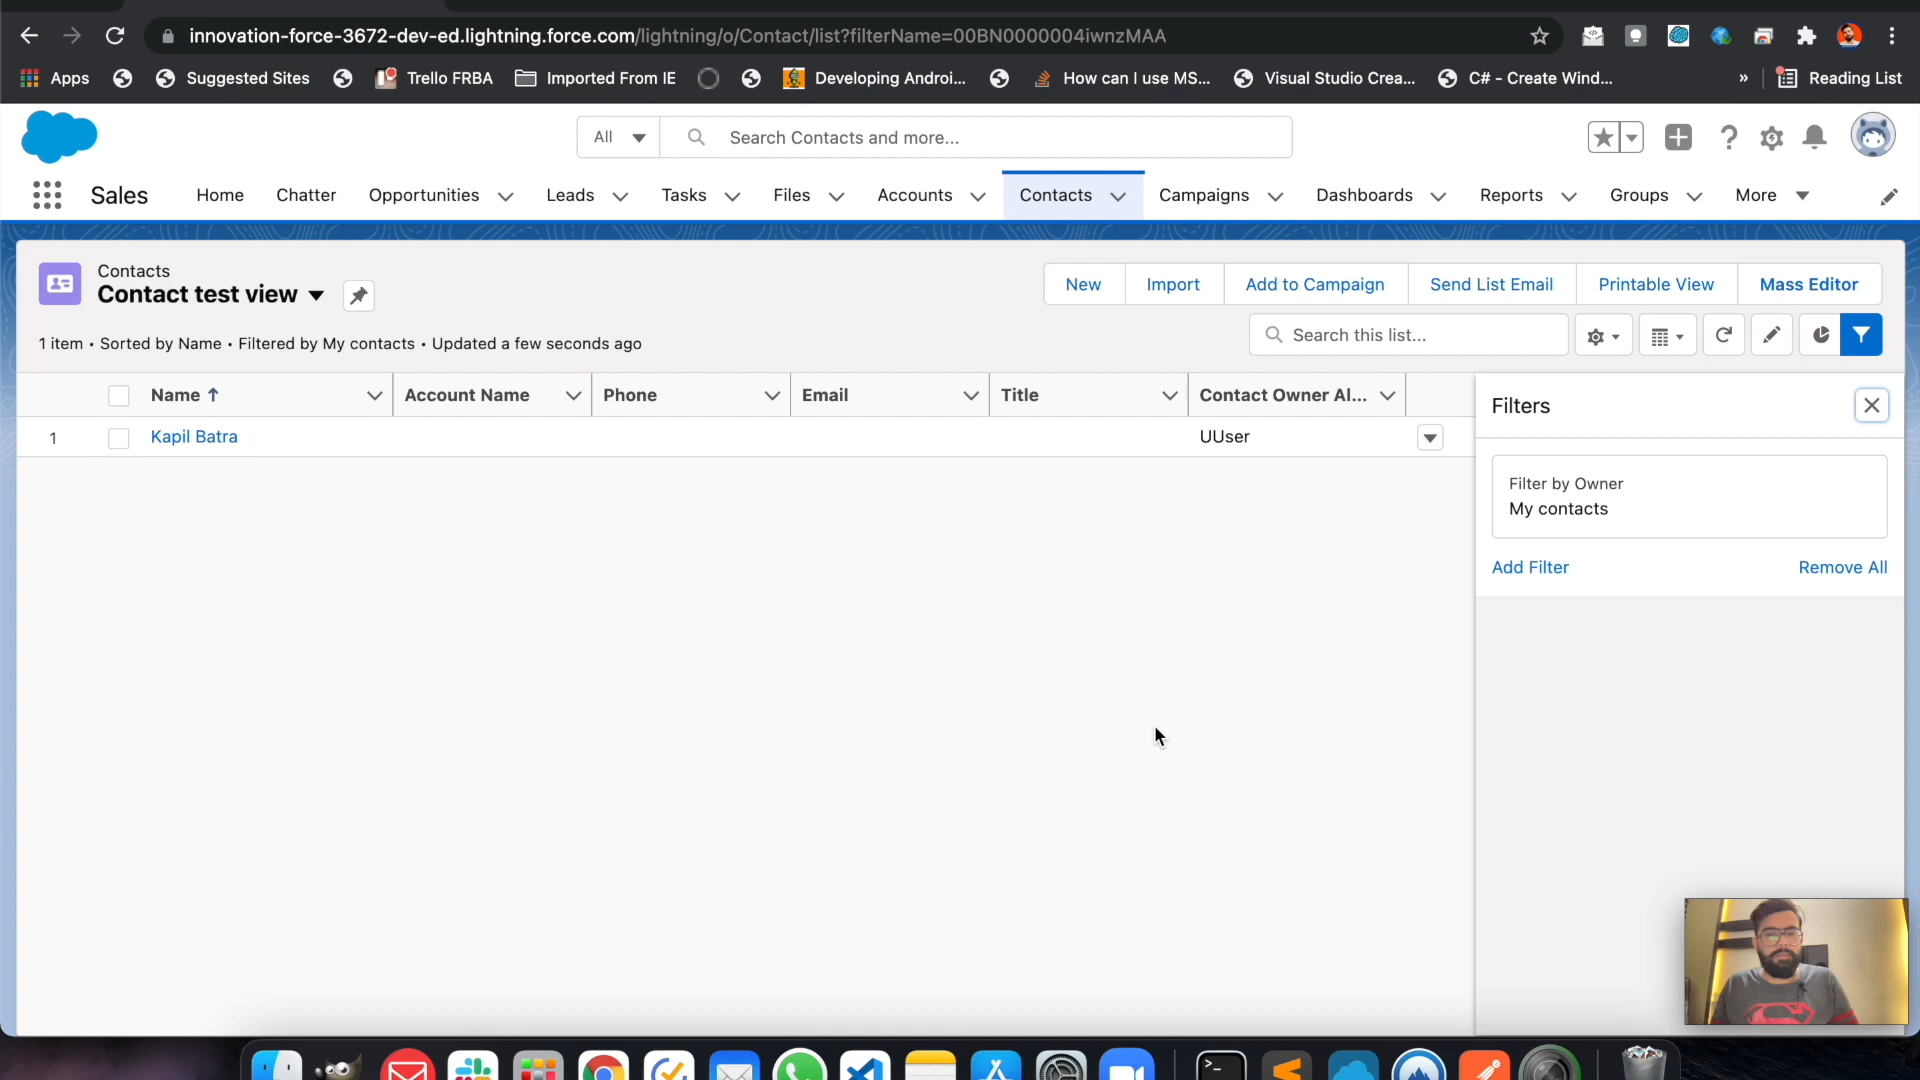 innovation-force-3672-dev-ed.lightning.force.com/lightning/o/Contact/list?filterName=00BN0000004iwnzMAA
Apps Suggested Sites Trello FRBA Imported From IE Developing Androi... How can I use MS... Visual Studio Crea... C# - Create Wind... » Reading List
All Search Contacts and more...
Sales Home Chatter Opportunities Leads Tasks Files Accounts Contacts Campaigns Dashboards Reports Groups More
Contacts
Contact test view
New Import Add to Campaign Send List Email Printable View Mass Editor
1 item • Sorted by Name • Filtered by My contacts • Updated a few seconds ago
Search this list...
Name Account Name Phone Email Title Contact Owner Al...
1 Kapil Batra UUser
Filters
Filter by Owner
My contacts
Add Filter Remove All